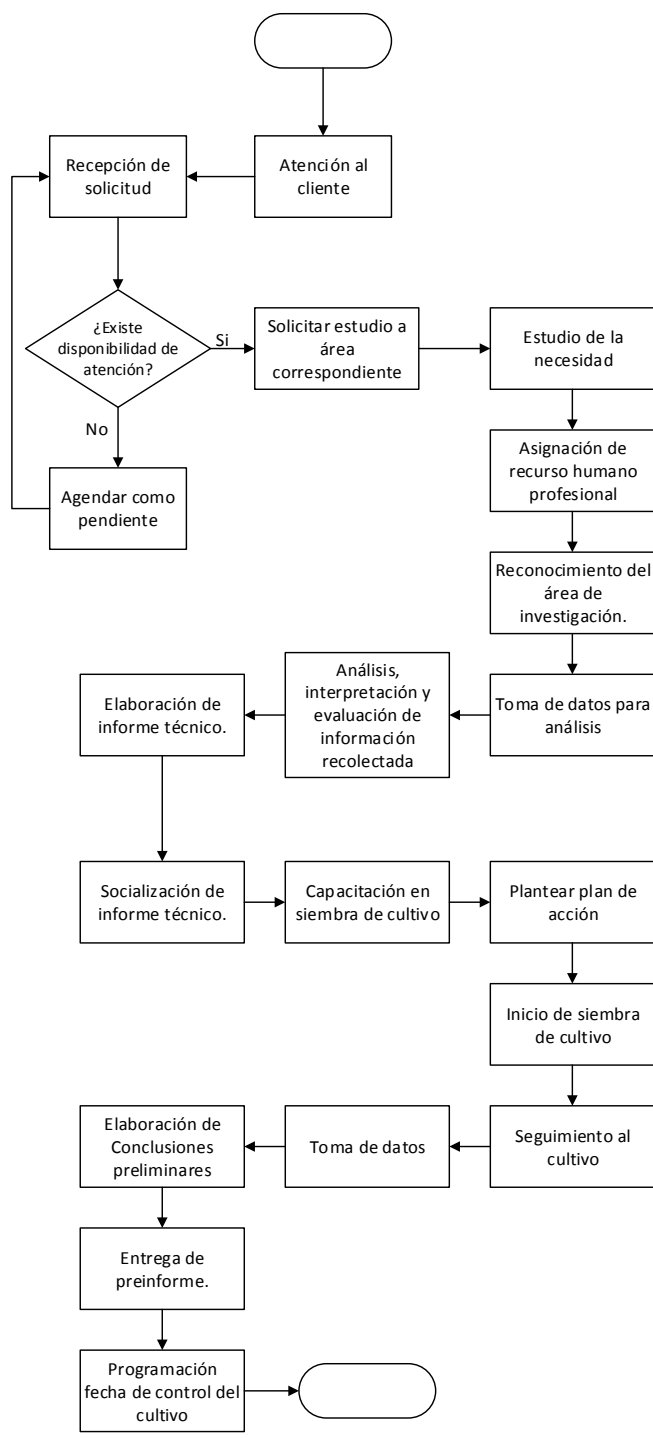 Atención al
cliente
Recepción de
solicitud
¿Existe
disponibilidad de
atención?
Si
No
Agendar como
pendiente
Solicitar estudio a
área
correspondiente
Estudio de la
necesidad
Asignación de
recurso humano
profesional
Reconocimiento del
área de
investigación.
Toma de datos para
análisis
Análisis,
interpretación y
evaluación de
información
recolectada
Elaboración de
informe técnico.
Socialización de
informe técnico.
Capacitación en
siembra de cultivo
Plantear plan de
acción
Inicio de siembra
de cultivo
Seguimiento al
cultivo
Toma de datos
Elaboración de
Conclusiones
preliminares
Entrega de
preinforme.
Programación
fecha de control del
cultivo